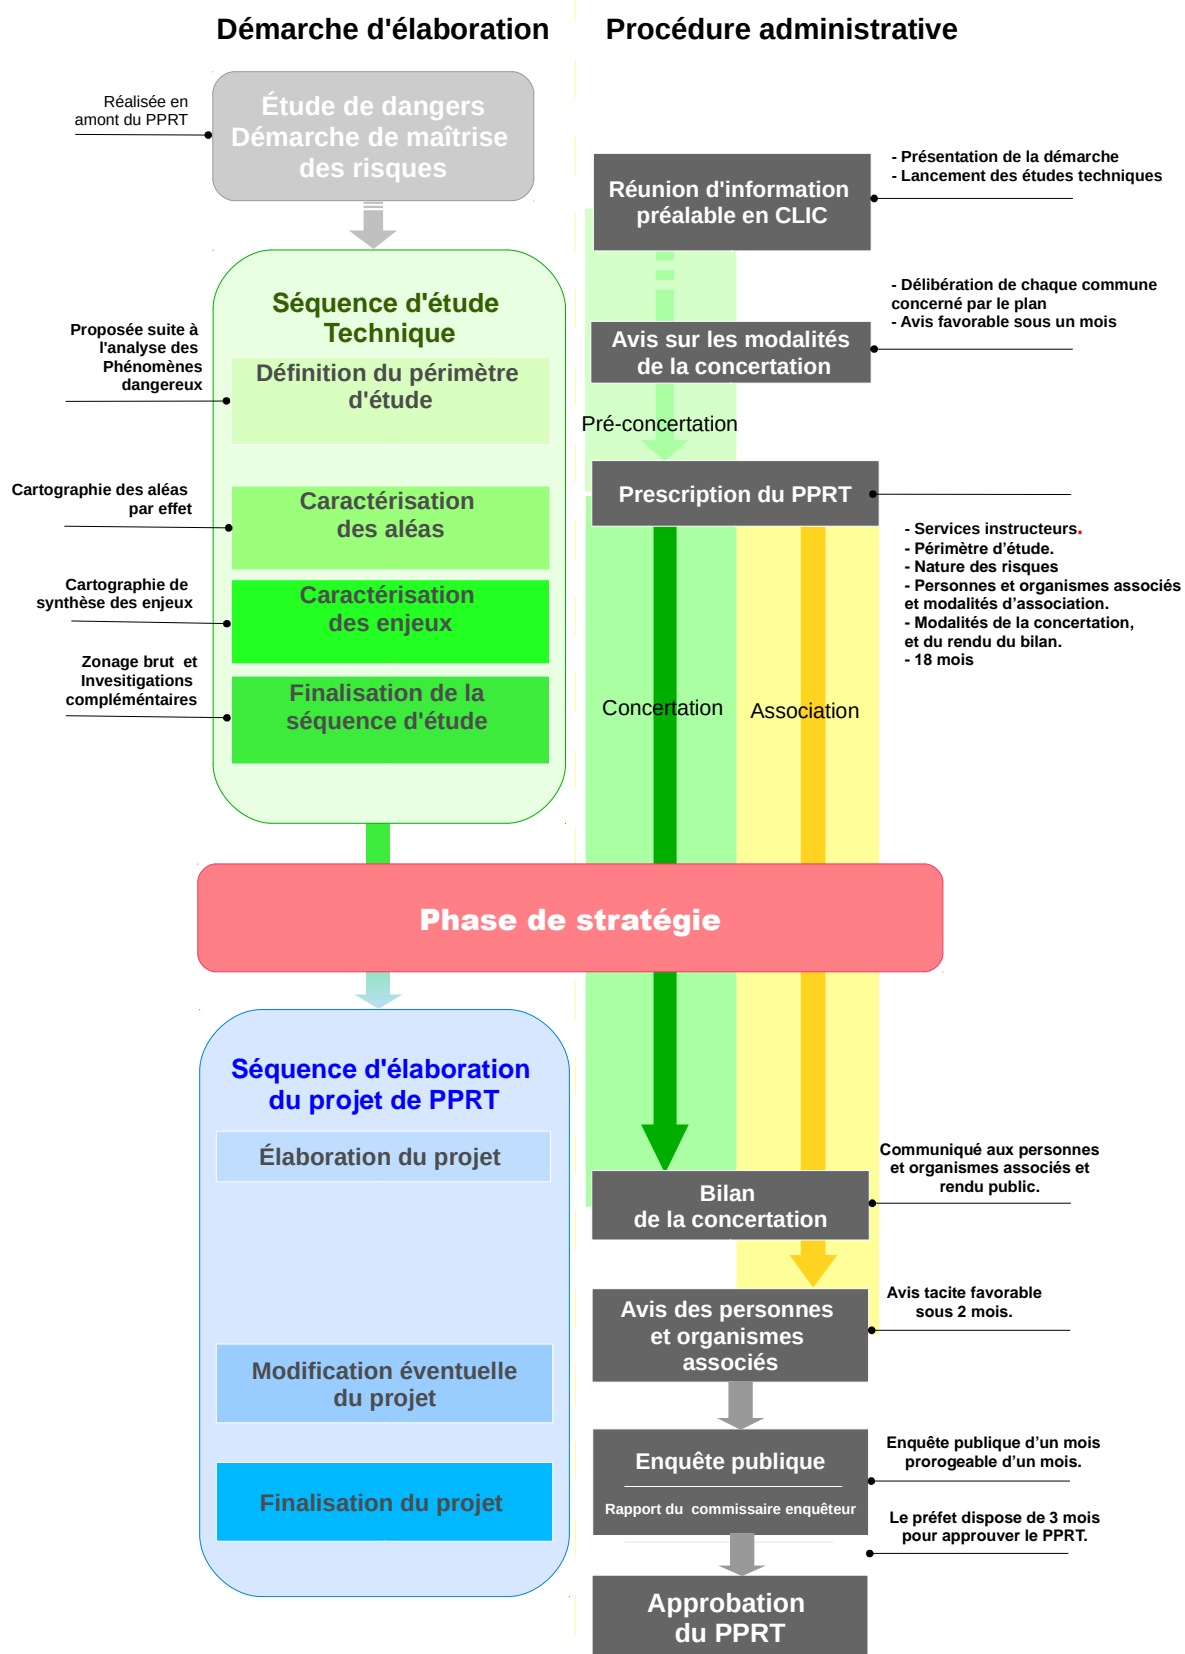 Démarche d'élaboration
Procédure administrative
Réalisée en
amont du PPRT
Étude de dangers
Démarche de maîtrise
des risques
Séquence d'étude
Technique
Proposée suite à
l'analyse des
Phénomènes
dangereux
Définition du périmètre
d'étude
Cartographie des aléas
par effet
Caractérisation
des aléas
Cartographie de
synthèse des enjeux
Caractérisation
des enjeux
Zonage brut et
Invesitigations
compléméntaires
Finalisation de la
séquence d'étude
Réunion d'information
préalable en CLIC
- Présentation de la démarche
- Lancement des études techniques
Avis sur les modalités
de la concertation
- Délibération de chaque commune
concerné par le plan
- Avis favorable sous un mois
Pré-concertation
Prescription du PPRT
- Services instructeurs.
- Périmètre d’étude.
- Nature des risques
- Personnes et organismes associés
et modalités d’association.
- Modalités de la concertation,
et du rendu du bilan.
- 18 mois
Concertation
Association
Phase de stratégie
Séquence d'élaboration
du projet de PPRT
Élaboration du projet
Modification éventuelle
du projet
Finalisation du projet
Bilan
de la concertation
Communiqué aux personnes
et organismes associés et
rendu public.
Avis des personnes
et organismes
associés
Avis tacite favorable
sous 2 mois.
Enquête publique
Rapport du commissaire enquêteur
Enquête publique d’un mois
prorogeable d’un mois.
Le préfet dispose de 3 mois
pour approuver le PPRT.
Approbation
du PPRT